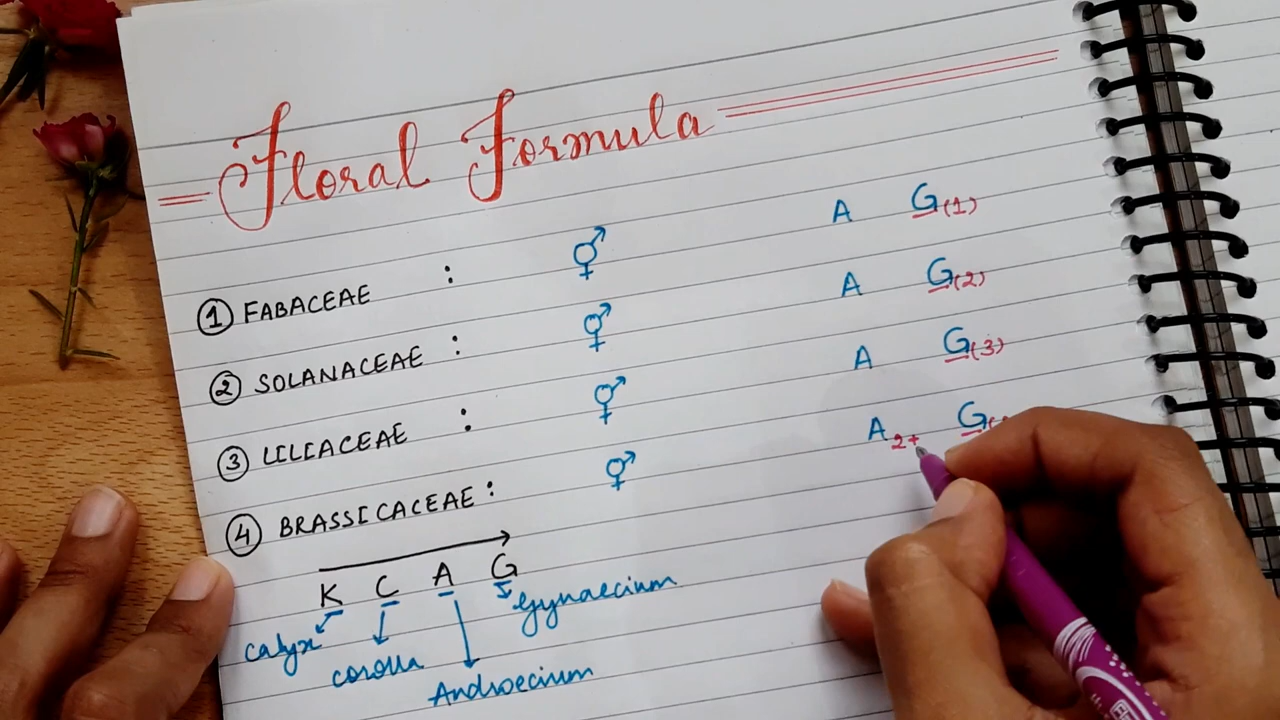 Floral Formula
① FABACEAE : ⚥ A G(1)
② SOLANACEAE : ⚥ A G(2)
③ LILIACEAE : ⚥ A G(3)
④ BRASSICACEAE : ⚥ A2+ G(
K C A G
calyx
corolla
Androecium
Gynaecium